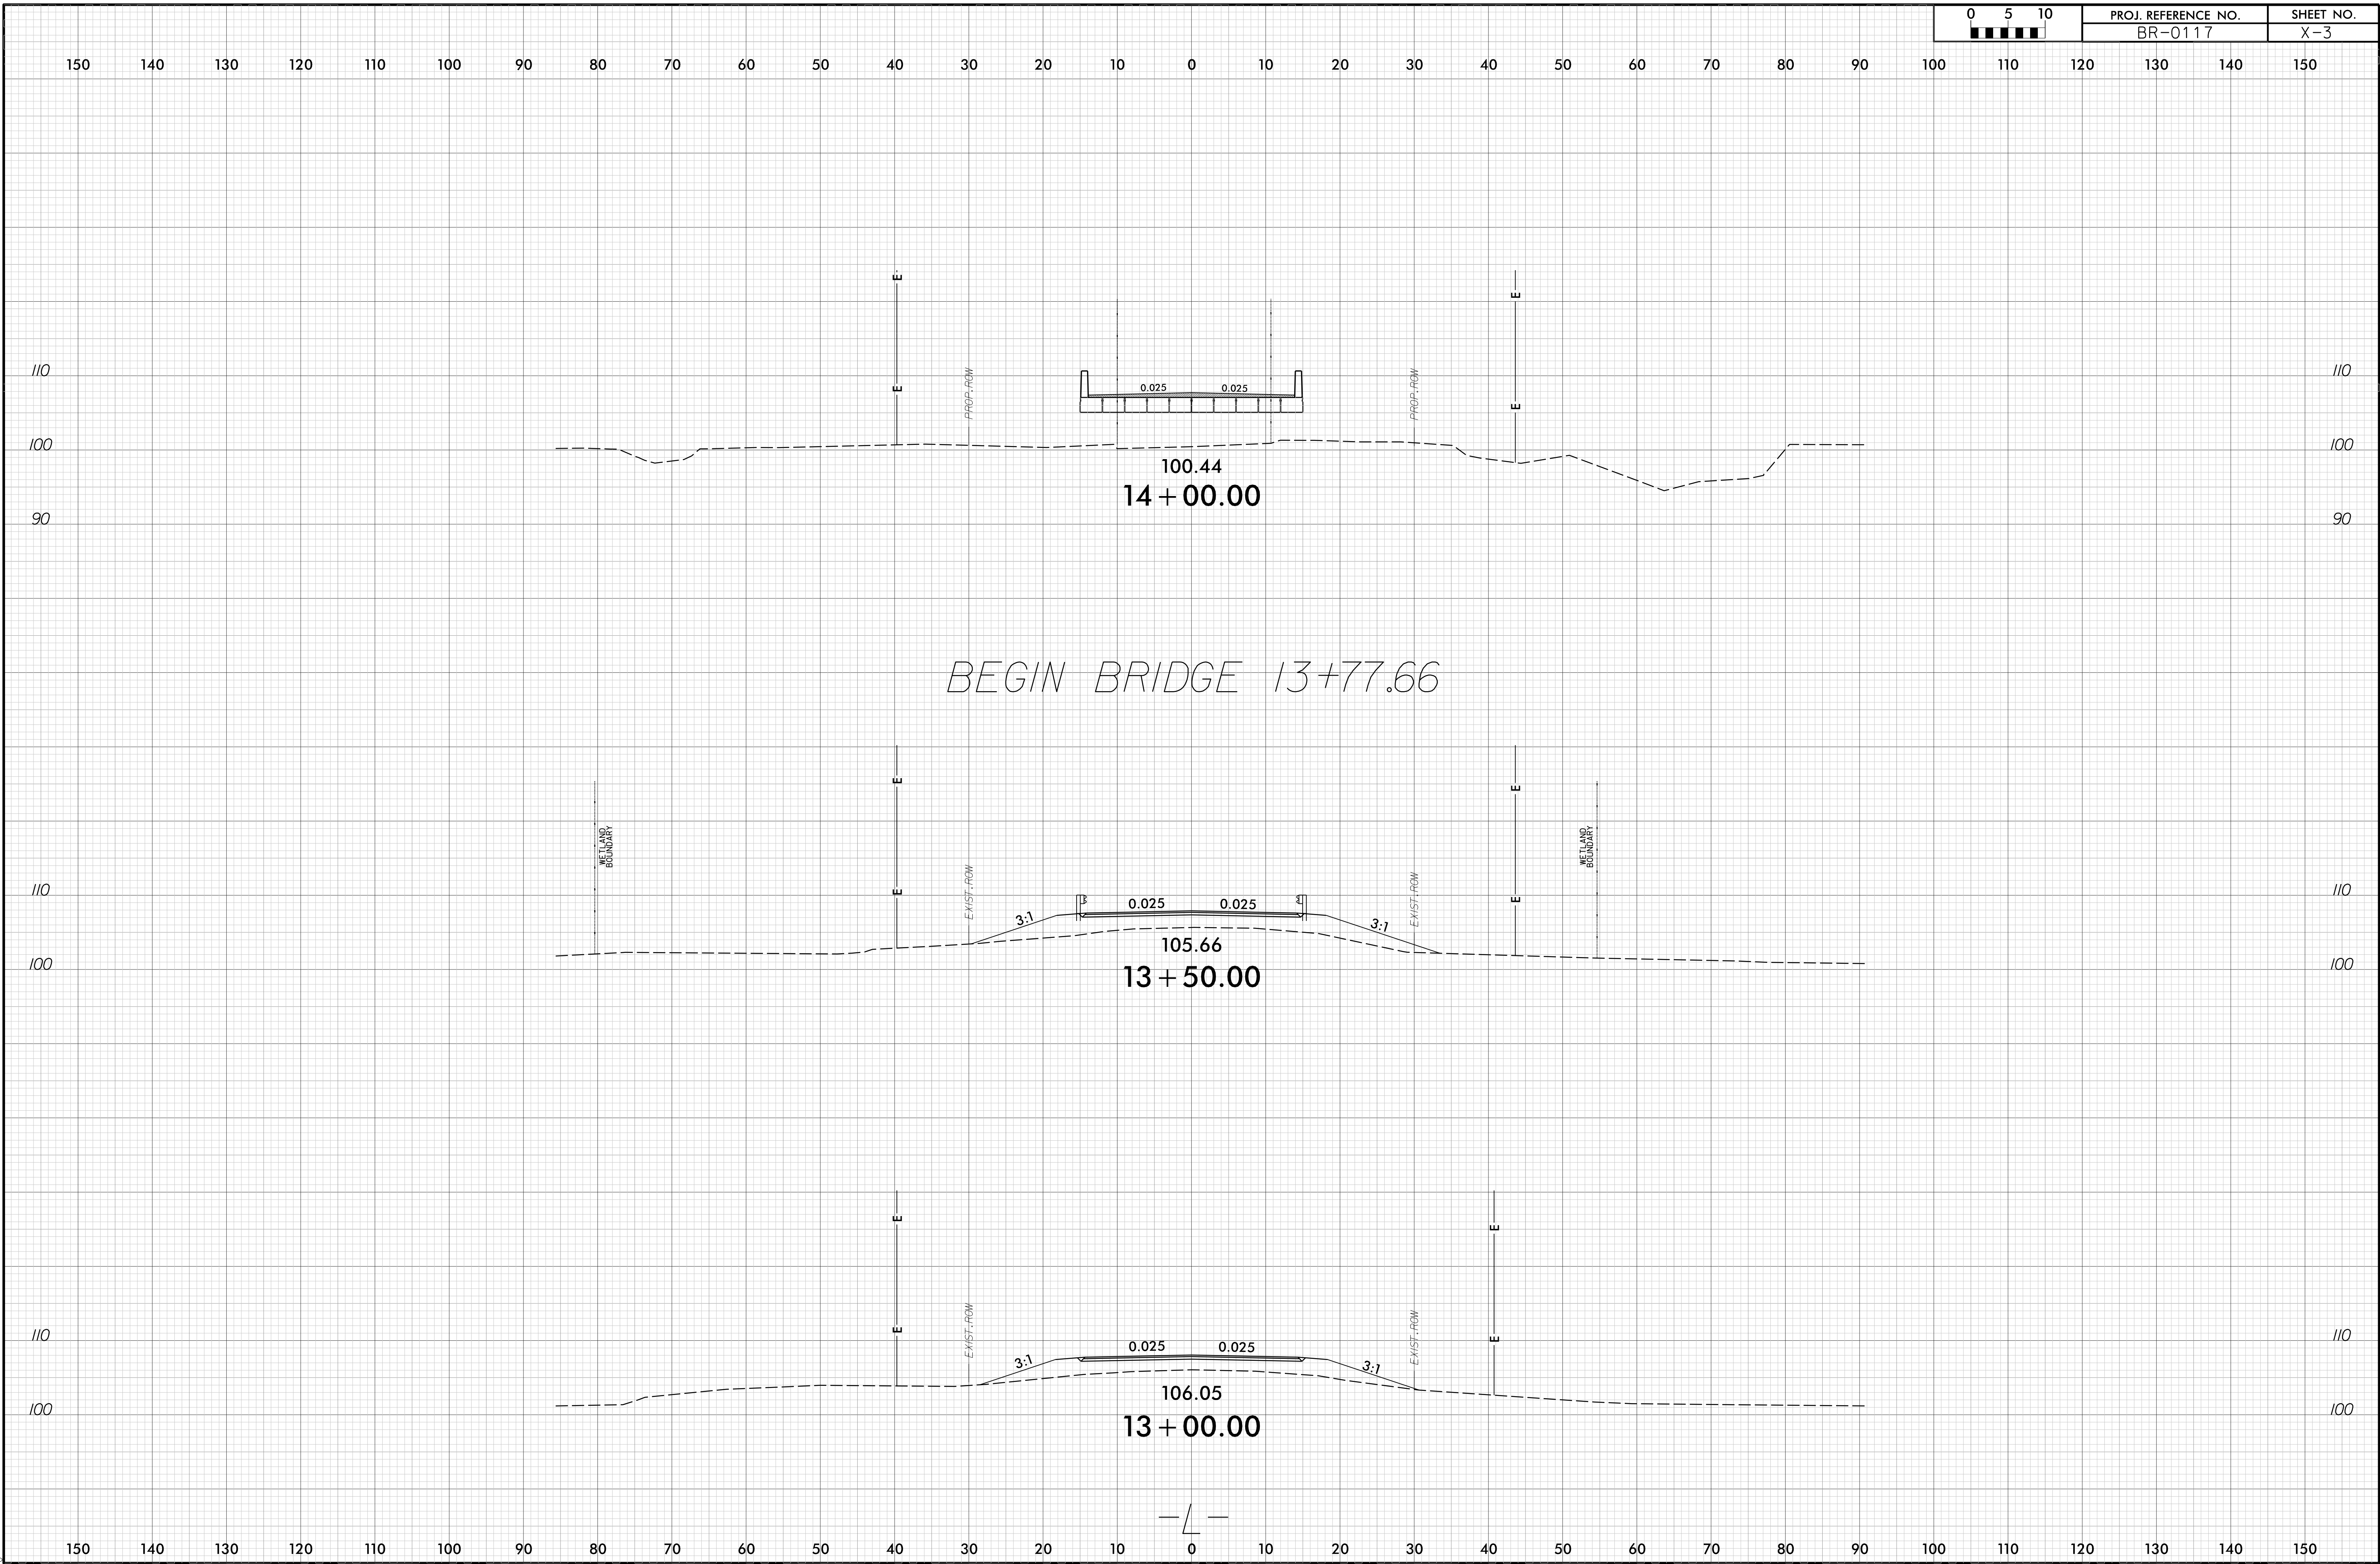 0 5 10
PROJ. REFERENCE NO. SHEET NO.
BR-0117 X-3
150 140 130 120 110 100 90 80 70 60 50 40 30 20 10 0 10 20 30 40 50 60 70 80 90 100 110 120 130 140 150
E E
110 E PROP. ROW 0.025 0.025 PROP. ROW E 110
100 100
100.44
14+00.00
90 90
BEGIN BRIDGE 13+77.66
E E
WETLAND
BOUNDARY
WETLAND
BOUNDARY
110 E EXIST. ROW EXIST. ROW E 110
3:1 0.025 0.025 3:1
105.66
100 100
13+50.00
E E
EXIST. ROW EXIST. ROW
110 E E 110
3:1 0.025 0.025 3:1
106.05
100 100
13+00.00
-L-
150 140 130 120 110 100 90 80 70 60 50 40 30 20 10 0 10 20 30 40 50 60 70 80 90 100 110 120 130 140 150